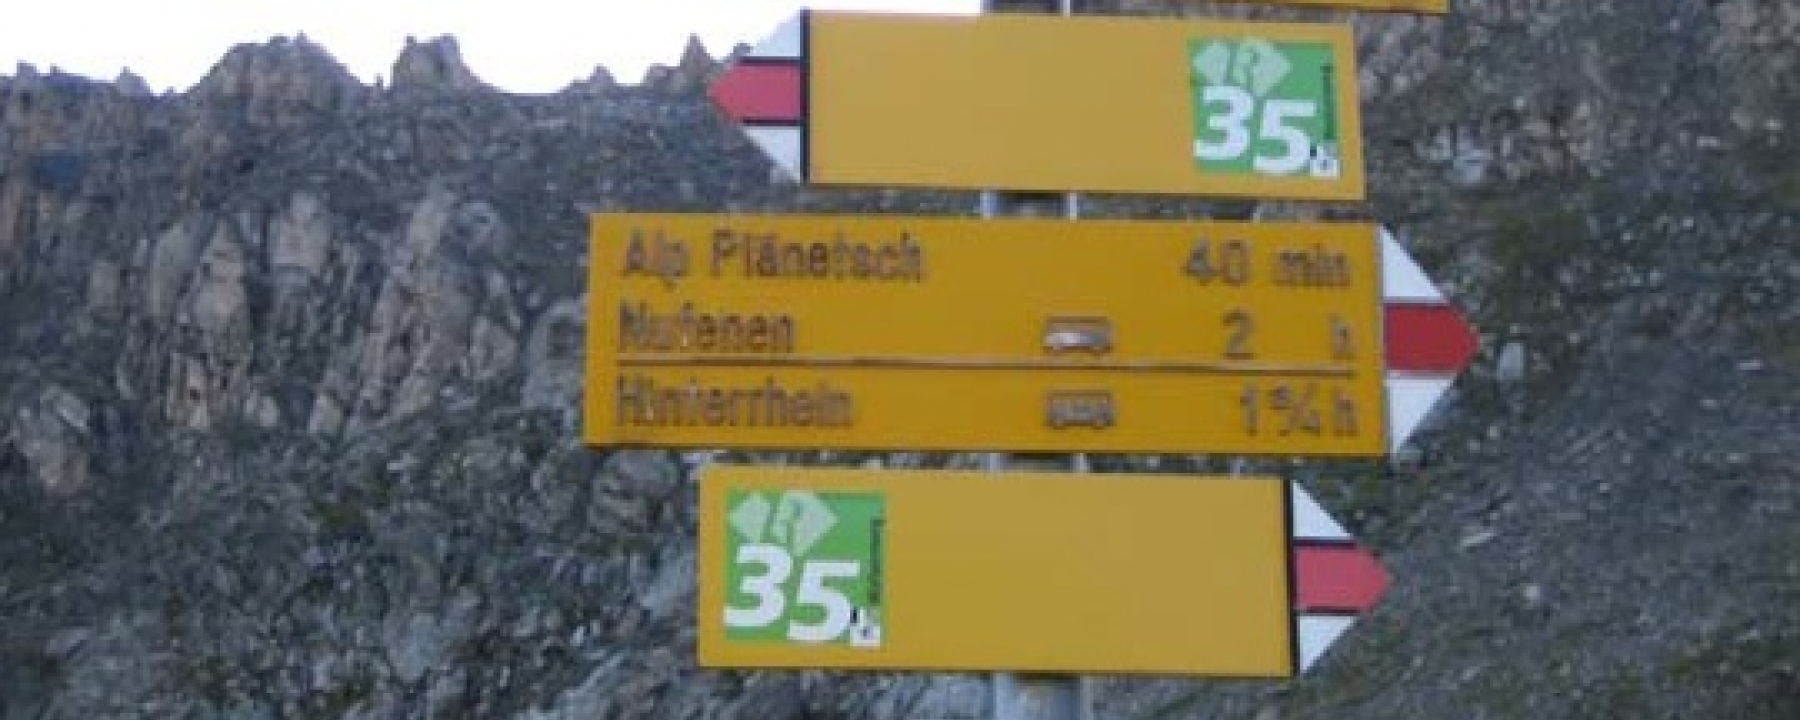 R
35
Alp Plänetsch 40 min
Nufenen 2 h
Hinterrhein 1¾ h
R
35